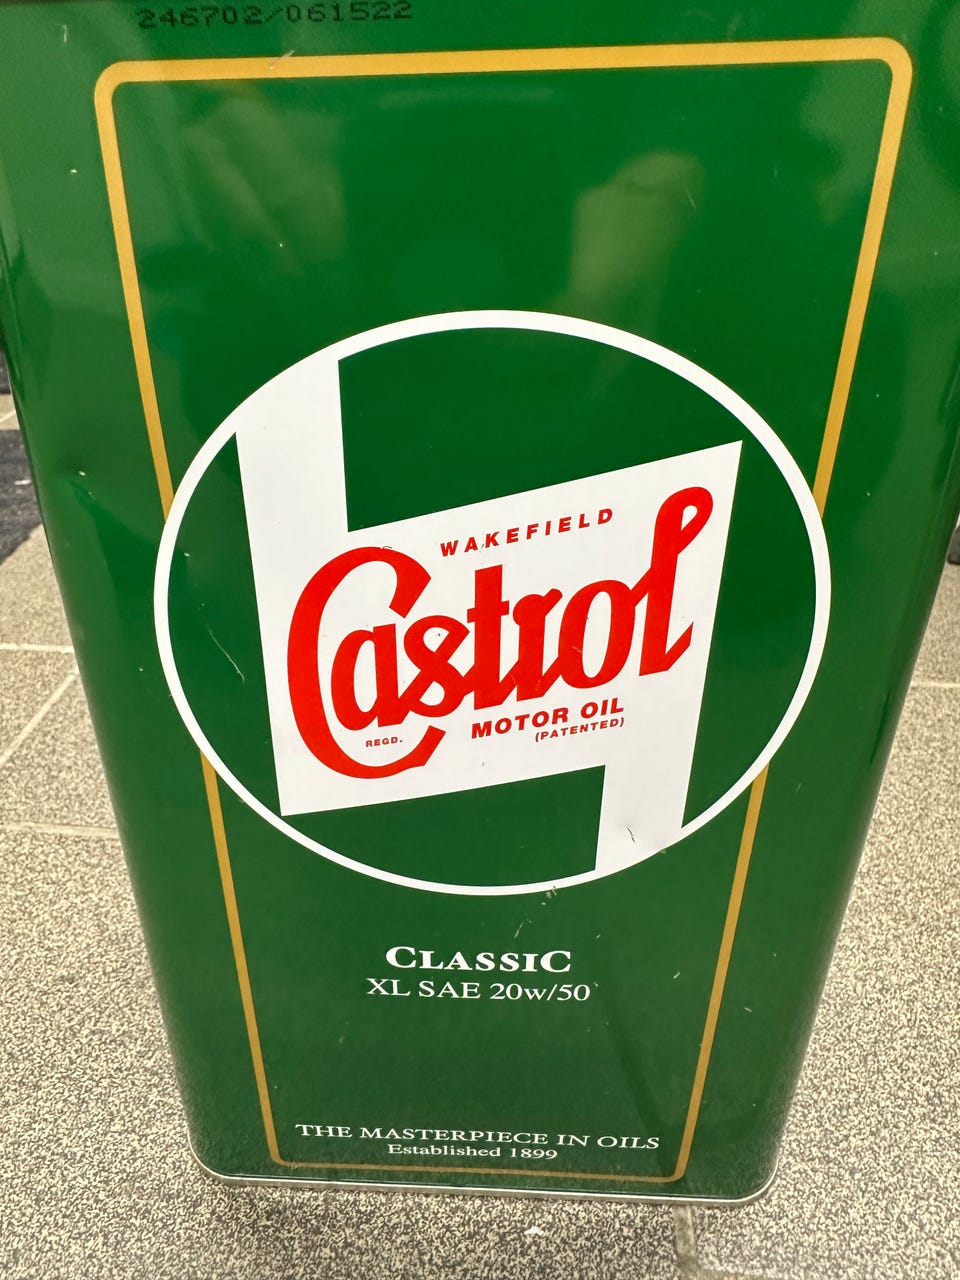 246702/061522
WAKEFIELD
Castrol
REGD.
MOTOR OIL
(PATENTED)
CLASSIC
XL SAE 20w/50
THE MASTERPIECE IN OILS
Established 1899